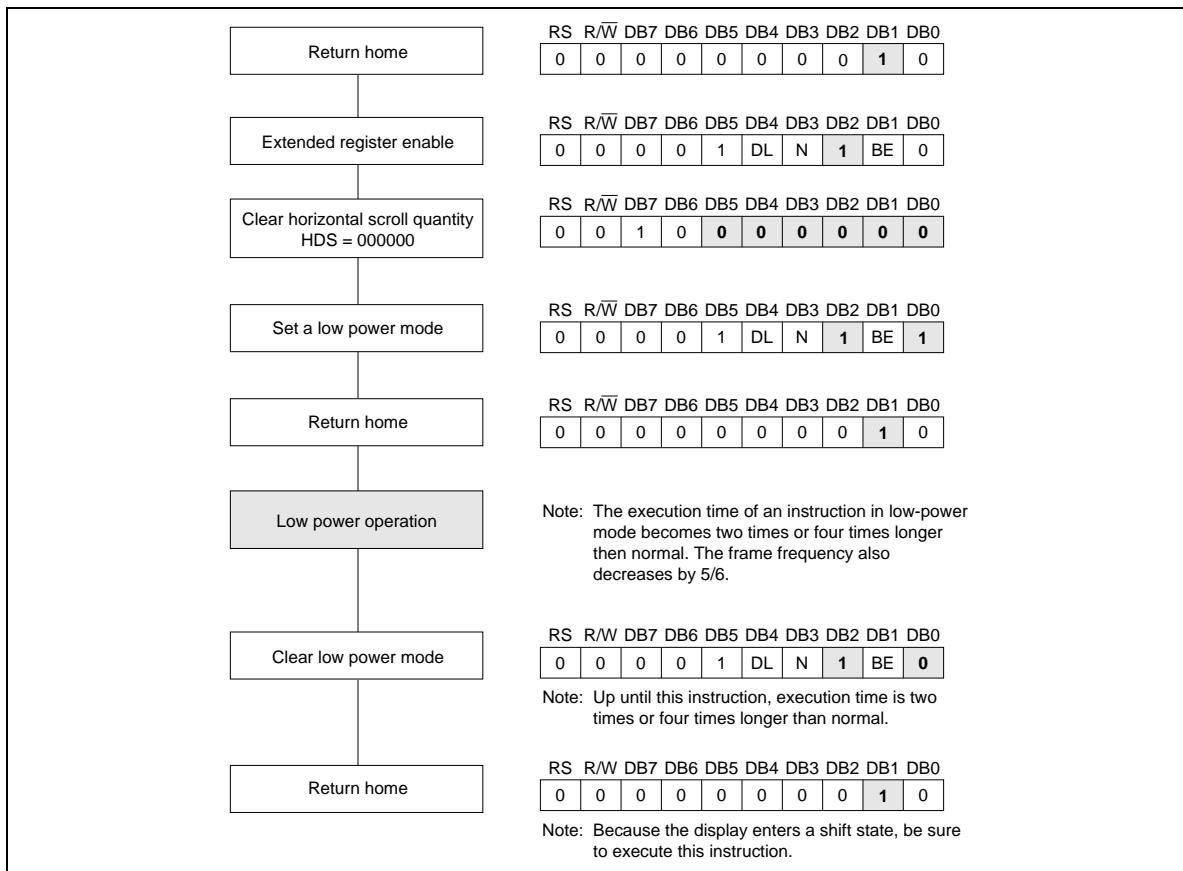 Return home
RS R/W̅ DB7 DB6 DB5 DB4 DB3 DB2 DB1 DB0
0 0 0 0 0 0 0 0 1 0
Extended register enable
RS R/W̅ DB7 DB6 DB5 DB4 DB3 DB2 DB1 DB0
0 0 0 0 1 DL N 1 BE 0
Clear horizontal scroll quantity
HDS = 000000
RS R/W̅ DB7 DB6 DB5 DB4 DB3 DB2 DB1 DB0
0 0 1 0 0 0 0 0 0 0
Set a low power mode
RS R/W̅ DB7 DB6 DB5 DB4 DB3 DB2 DB1 DB0
0 0 0 0 1 DL N 1 BE 1
Return home
RS R/W̅ DB7 DB6 DB5 DB4 DB3 DB2 DB1 DB0
0 0 0 0 0 0 0 0 1 0
Low power operation
Note: The execution time of an instruction in low-power
mode becomes two times or four times longer
then normal. The frame frequency also
decreases by 5/6.
Clear low power mode
RS R/W DB7 DB6 DB5 DB4 DB3 DB2 DB1 DB0
0 0 0 0 1 DL N 1 BE 0
Note: Up until this instruction, execution time is two
times or four times longer than normal.
Return home
RS R/W DB7 DB6 DB5 DB4 DB3 DB2 DB1 DB0
0 0 0 0 0 0 0 0 1 0
Note: Because the display enters a shift state, be sure
to execute this instruction.